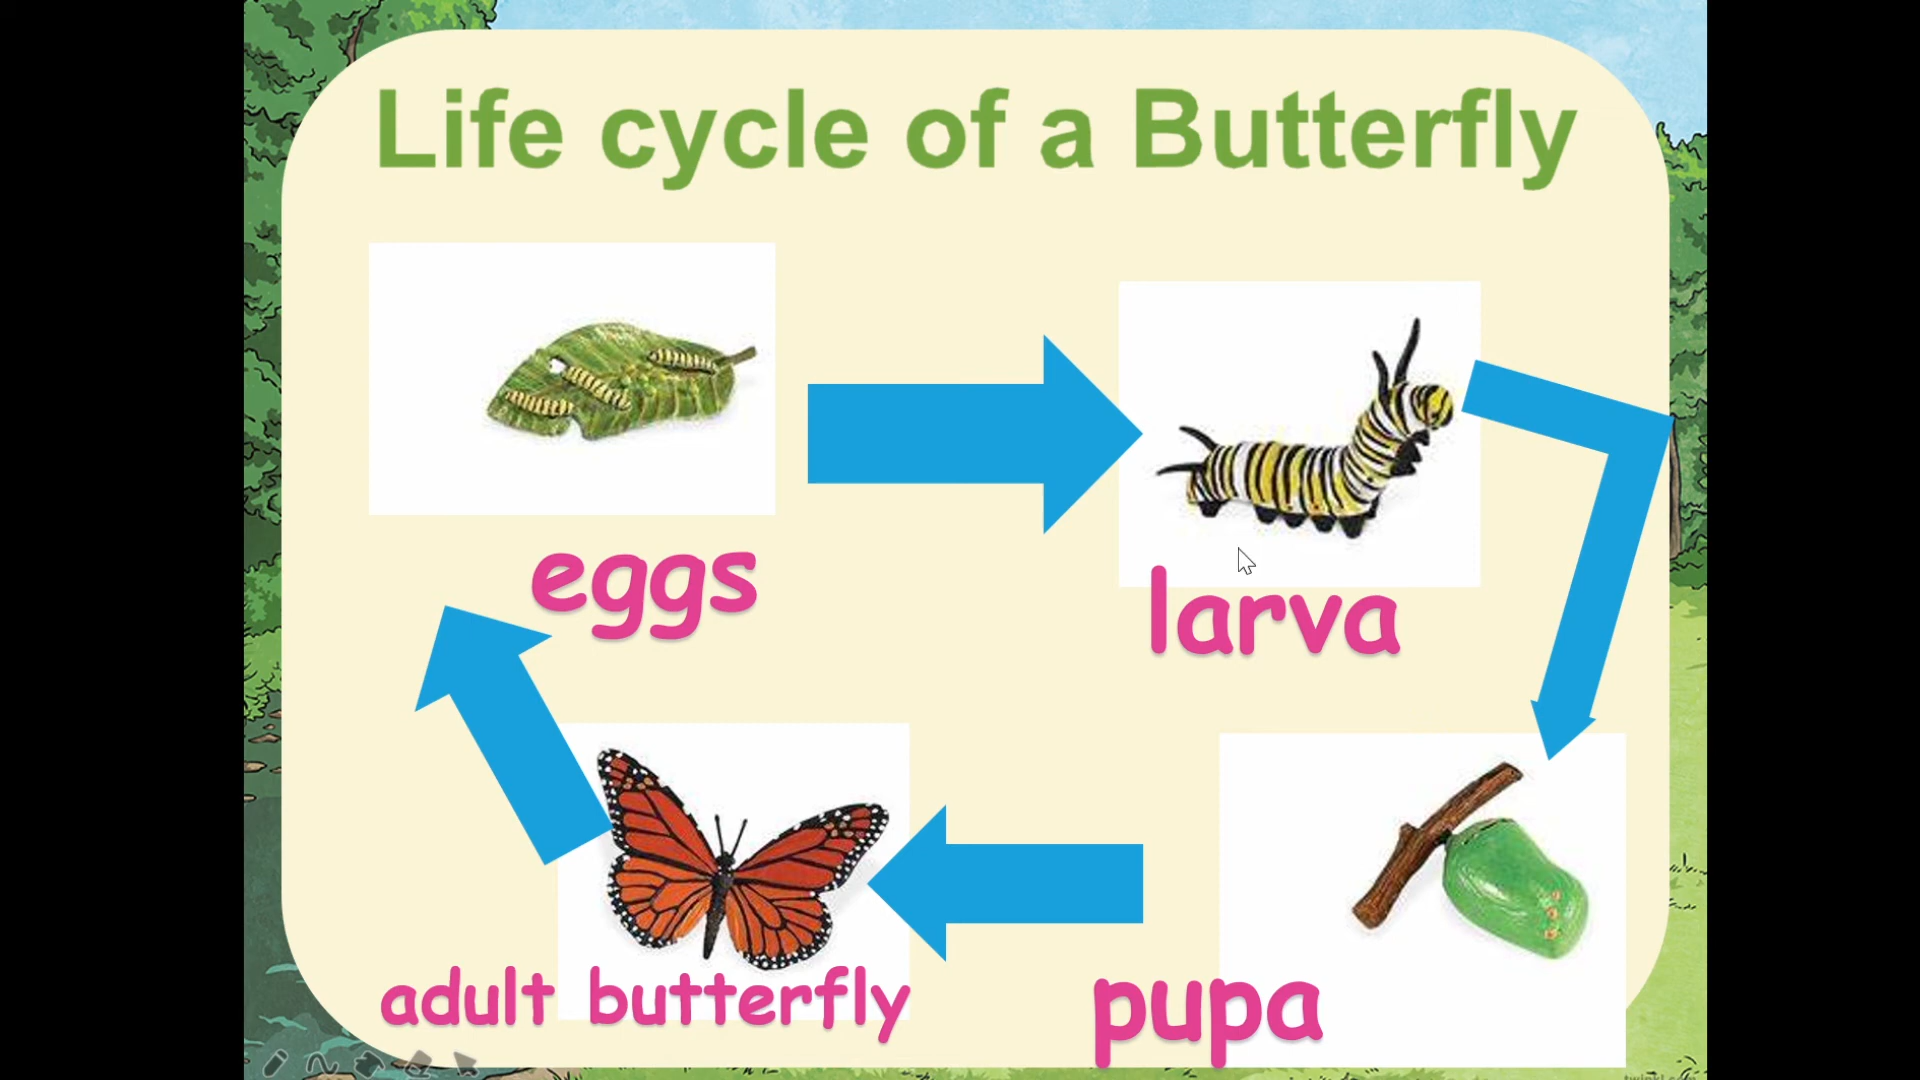 Life cycle of a Butterfly
eggs
larva
adult butterfly
pupa